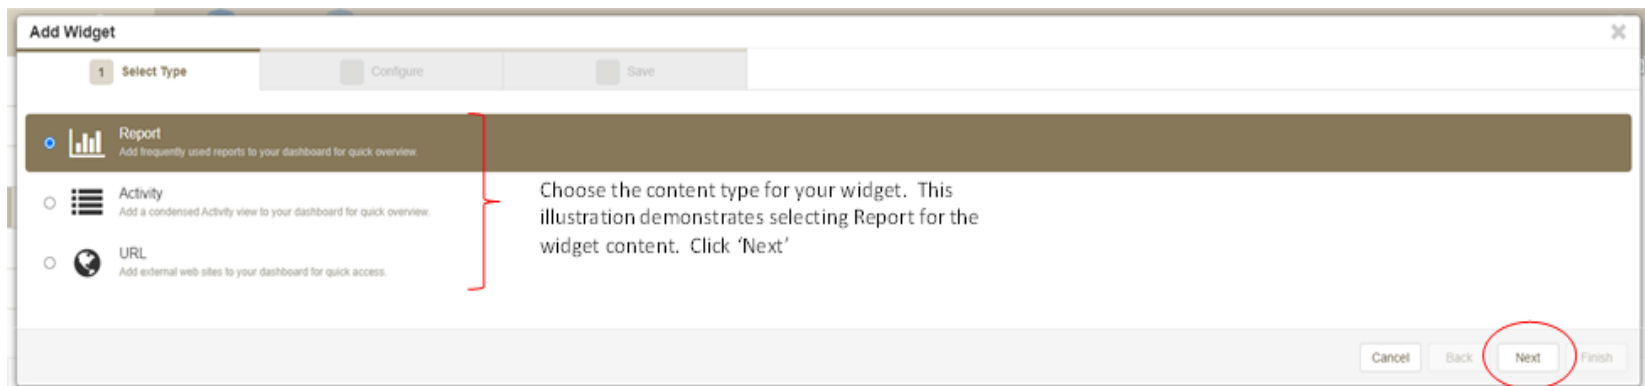 Add Widget
1 Select Type Configure Save
Report
Add frequently used reports to your dashboard for quick overview.
Activity
Add a condensed Activity view to your dashboard for quick overview.
URL
Add external web sites to your dashboard for quick access.
Choose the content type for your widget. This
illustration demonstrates selecting Report for the
widget content. Click ‘Next’
Cancel Back Next Finish